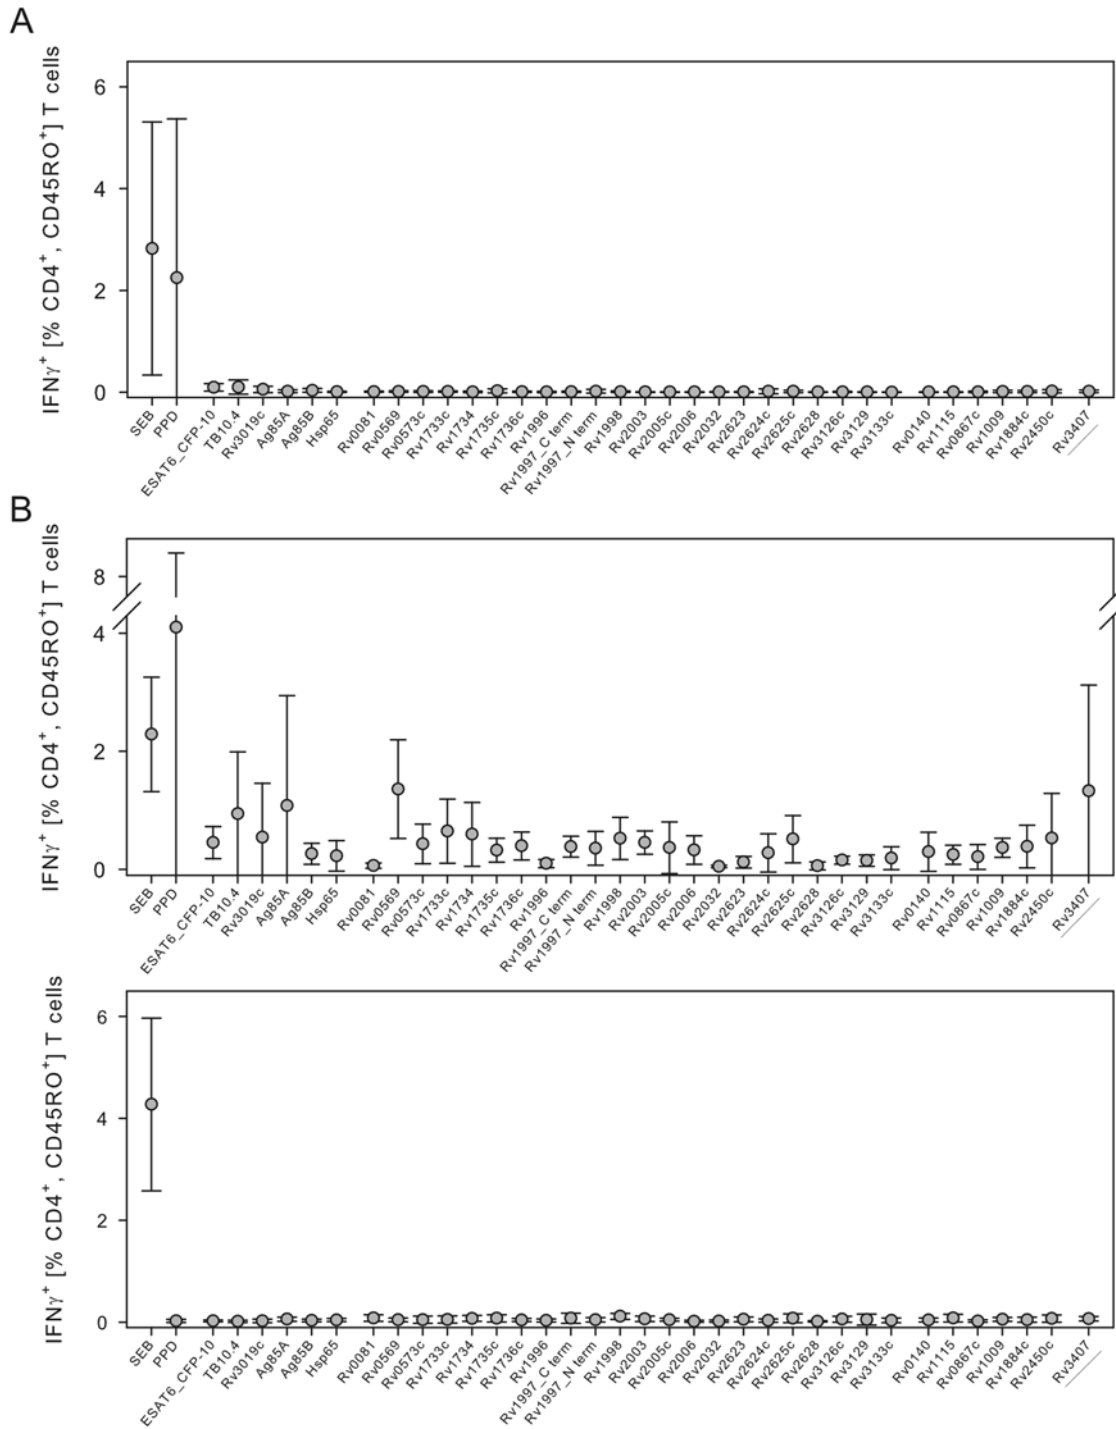 A
IFNγ⁺ [% CD4⁺, CD45RO⁺] T cells
6
4
2
0
SEB
PPD
ESAT6_CFP-10
TB10.4
Rv3019c
Ag85A
Ag85B
Hsp65
Rv0081
Rv0569
Rv0573c
Rv1733c
Rv1734
Rv1735c
Rv1736c
Rv1996
Rv1997_C term
Rv1997_N term
Rv1998
Rv2003
Rv2005c
Rv2006
Rv2032
Rv2623
Rv2624c
Rv2625c
Rv2628
Rv3126c
Rv3129
Rv3133c
Rv0140
Rv1115
Rv0867c
Rv1009
Rv1884c
Rv2450c
Rv3407
B
IFNγ⁺ [% CD4⁺, CD45RO⁺] T cells
8
4
2
0
SEB
PPD
ESAT6_CFP-10
TB10.4
Rv3019c
Ag85A
Ag85B
Hsp65
Rv0081
Rv0569
Rv0573c
Rv1733c
Rv1734
Rv1735c
Rv1736c
Rv1996
Rv1997_C term
Rv1997_N term
Rv1998
Rv2003
Rv2005c
Rv2006
Rv2032
Rv2623
Rv2624c
Rv2625c
Rv2628
Rv3126c
Rv3129
Rv3133c
Rv0140
Rv1115
Rv0867c
Rv1009
Rv1884c
Rv2450c
Rv3407
IFNγ⁺ [% CD4⁺, CD45RO⁺] T cells
6
4
2
0
SEB
PPD
ESAT6_CFP-10
TB10.4
Rv3019c
Ag85A
Ag85B
Hsp65
Rv0081
Rv0569
Rv0573c
Rv1733c
Rv1734
Rv1735c
Rv1736c
Rv1996
Rv1997_C term
Rv1997_N term
Rv1998
Rv2003
Rv2005c
Rv2006
Rv2032
Rv2623
Rv2624c
Rv2625c
Rv2628
Rv3126c
Rv3129
Rv3133c
Rv0140
Rv1115
Rv0867c
Rv1009
Rv1884c
Rv2450c
Rv3407